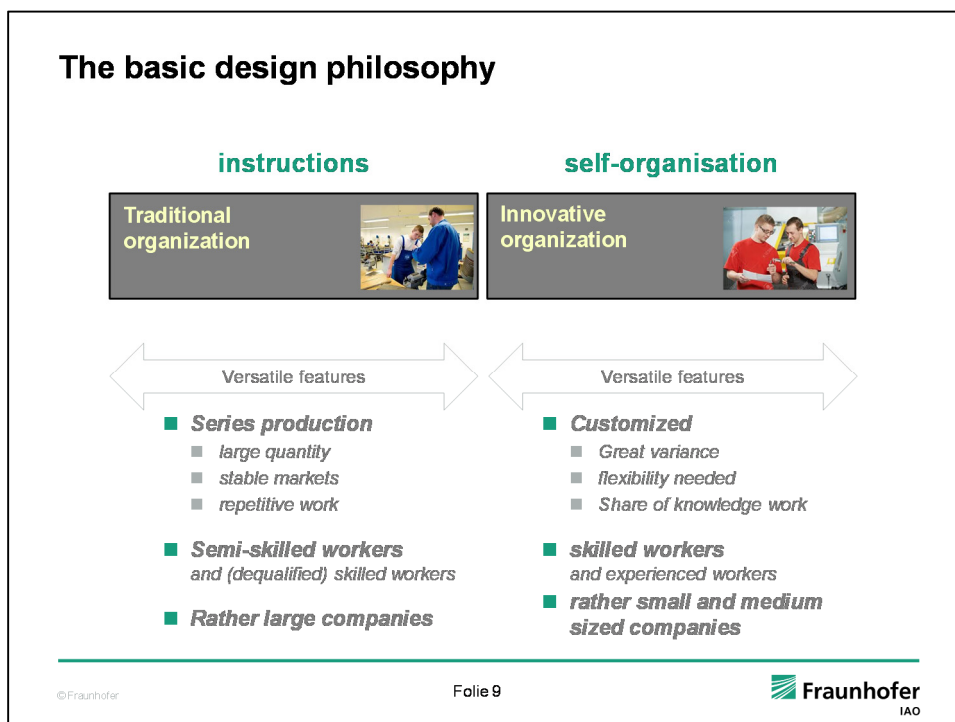 The basic design philosophy
instructions
Traditional
organization
Versatile features
Series production
large quantity
stable markets
repetitive work
Semi-skilled workers
and (dequalified) skilled workers
Rather large companies
self-organisation
Innovative
organization
Versatile features
Customized
Great variance
flexibility needed
Share of knowledge work
skilled workers
and experienced workers
rather small and medium
sized companies
©Fraunhofer
Folie 9
Fraunhofer
IAO